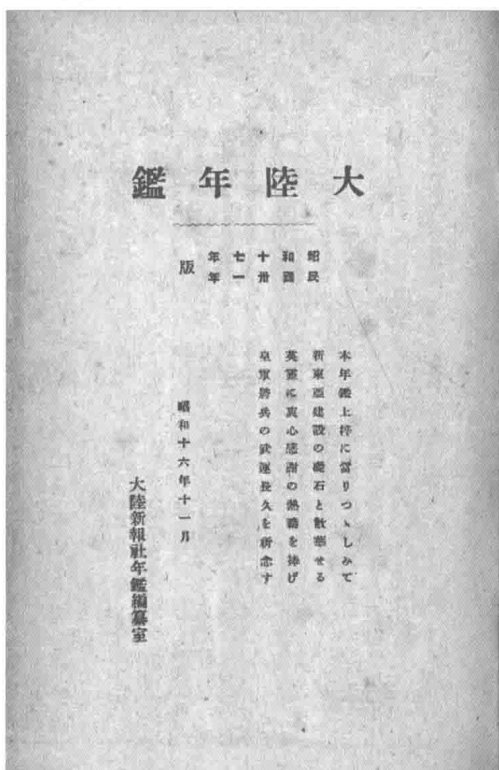 大陸年鑑
昭和十七年
民國卅一年
版
本年鑑上梓に當りつゝしみて
新東亞建設の礎石と散華せる
英靈に衷心感謝の熱禱を捧げ
皇軍將兵の武運長久を祈念す
昭和十六年十一月
大陸新報社年鑑編纂室